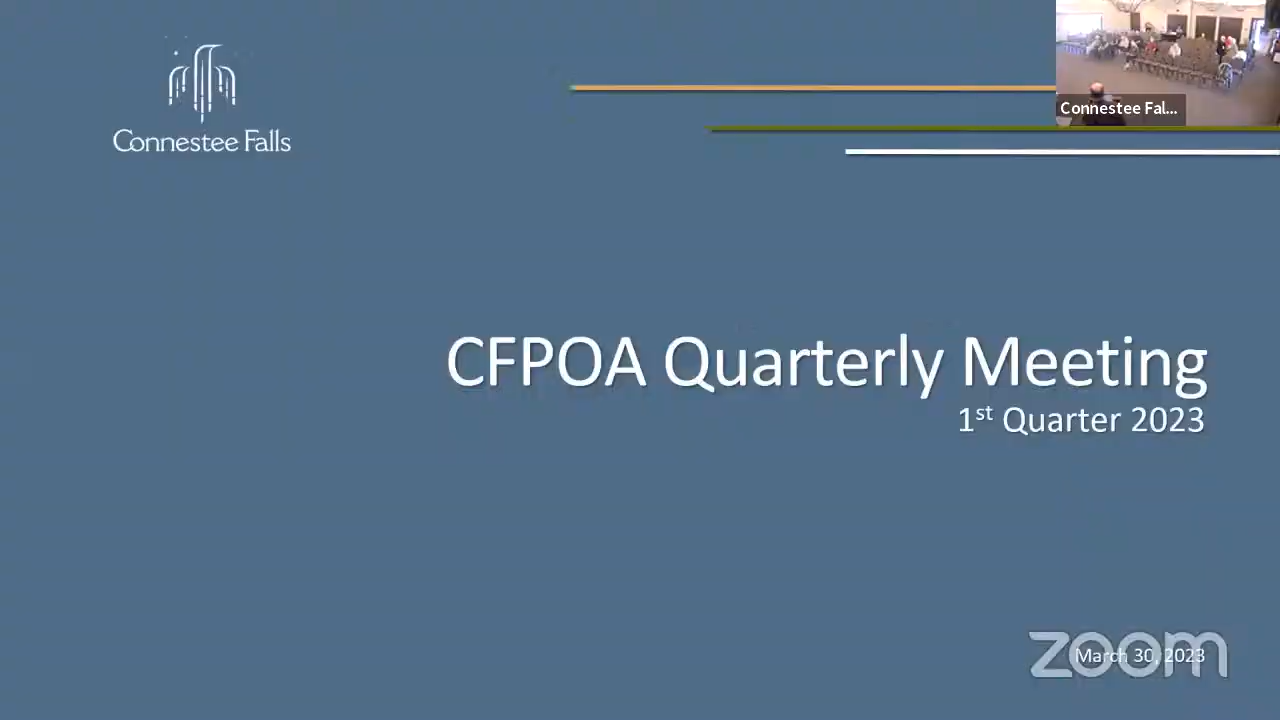 Connestee Falls
Connestee Fal...
CFPOA Quarterly Meeting
1st Quarter 2023
zoom
March 30, 2023